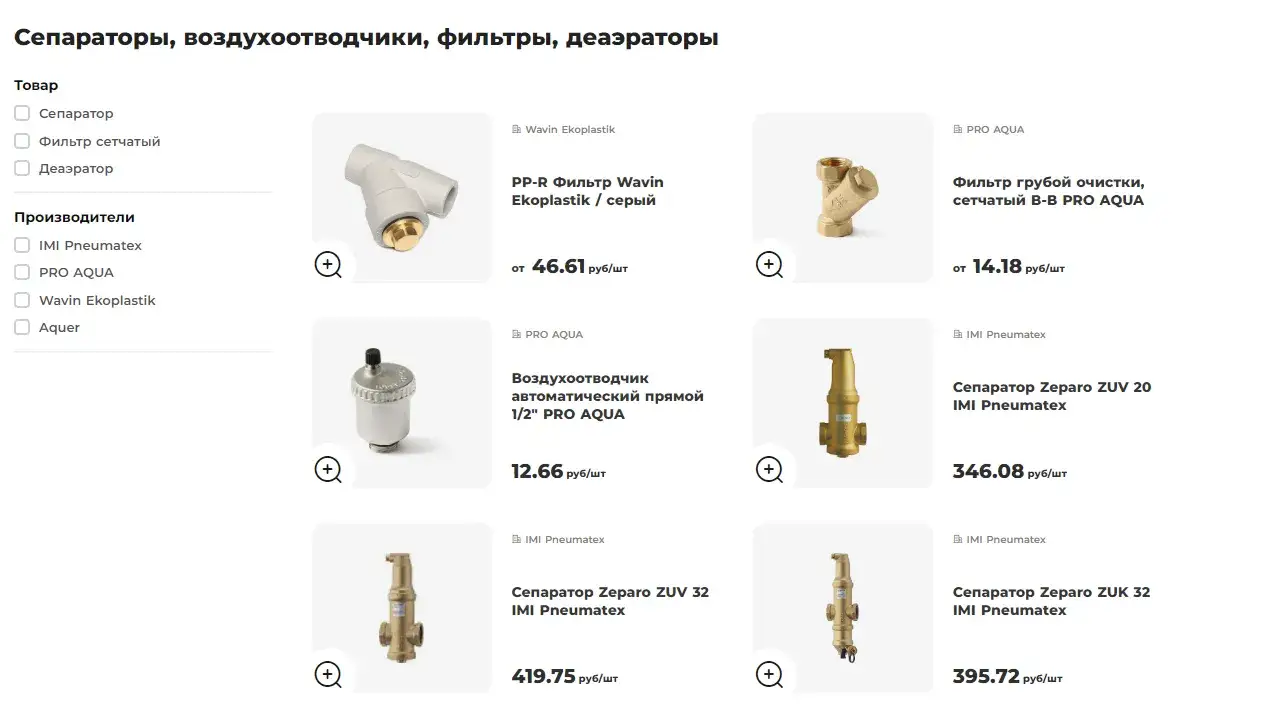 Сепараторы, воздухоотводчики, фильтры, деаэраторы
Товар
Сепаратор
Фильтр сетчатый
Деаэратор
Производители
IMI Pneumatex
PRO AQUA
Wavin Ekoplastik
Aquer
Wavin Ekoplastik
PP-R Фильтр Wavin
Ekoplastik / серый
от 46.61 руб/шт
PRO AQUA
Фильтр грубой очистки,
сетчатый В-В PRO AQUA
от 14.18 руб/шт
PRO AQUA
Воздухоотводчик
автоматический прямой
1/2" PRO AQUA
12.66 руб/шт
IMI Pneumatex
Сепаратор Zeparo ZUV 20
IMI Pneumatex
346.08 руб/шт
IMI Pneumatex
Сепаратор Zeparo ZUV 32
IMI Pneumatex
419.75 руб/шт
IMI Pneumatex
Сепаратор Zeparo ZUK 32
IMI Pneumatex
395.72 руб/шт